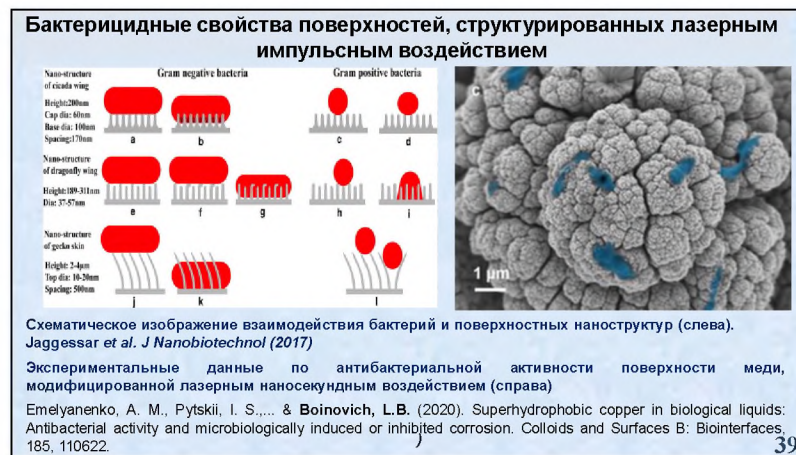 Бактерицидные свойства поверхностей, структурированных лазерным
импульсным воздействием
Nano-structure
of cicada wing
Height:200nm
Cap dia: 60nm
Base dia: 100nm
Spacing:170nm
Gram negative bacteria
Gram positive bacteria
a
b
c
d
Nano-structure
of dragonfly wing
Height:189-311nm
Dia: 37-57nm
e
f
g
h
i
Nano-structure
of gecko skin
Height: 2-4μm
Top dia: 10-20nm
Spacing: 500nm
j
k
l
c
1 μm
Схематическое изображение взаимодействия бактерий и поверхностных наноструктур (слева).
Jaggessar et al. J Nanobiotechnol (2017)
Экспериментальные данные по антибактериальной активности поверхности меди,
модифицированной лазерным наносекундным воздействием (справа)
Emelyanenko, A. M., Pytskii, I. S.,... & Boinovich, L.B. (2020). Superhydrophobic copper in biological liquids:
Antibacterial activity and microbiologically induced or inhibited corrosion. Colloids and Surfaces B: Biointerfaces,
185, 110622.
)
39